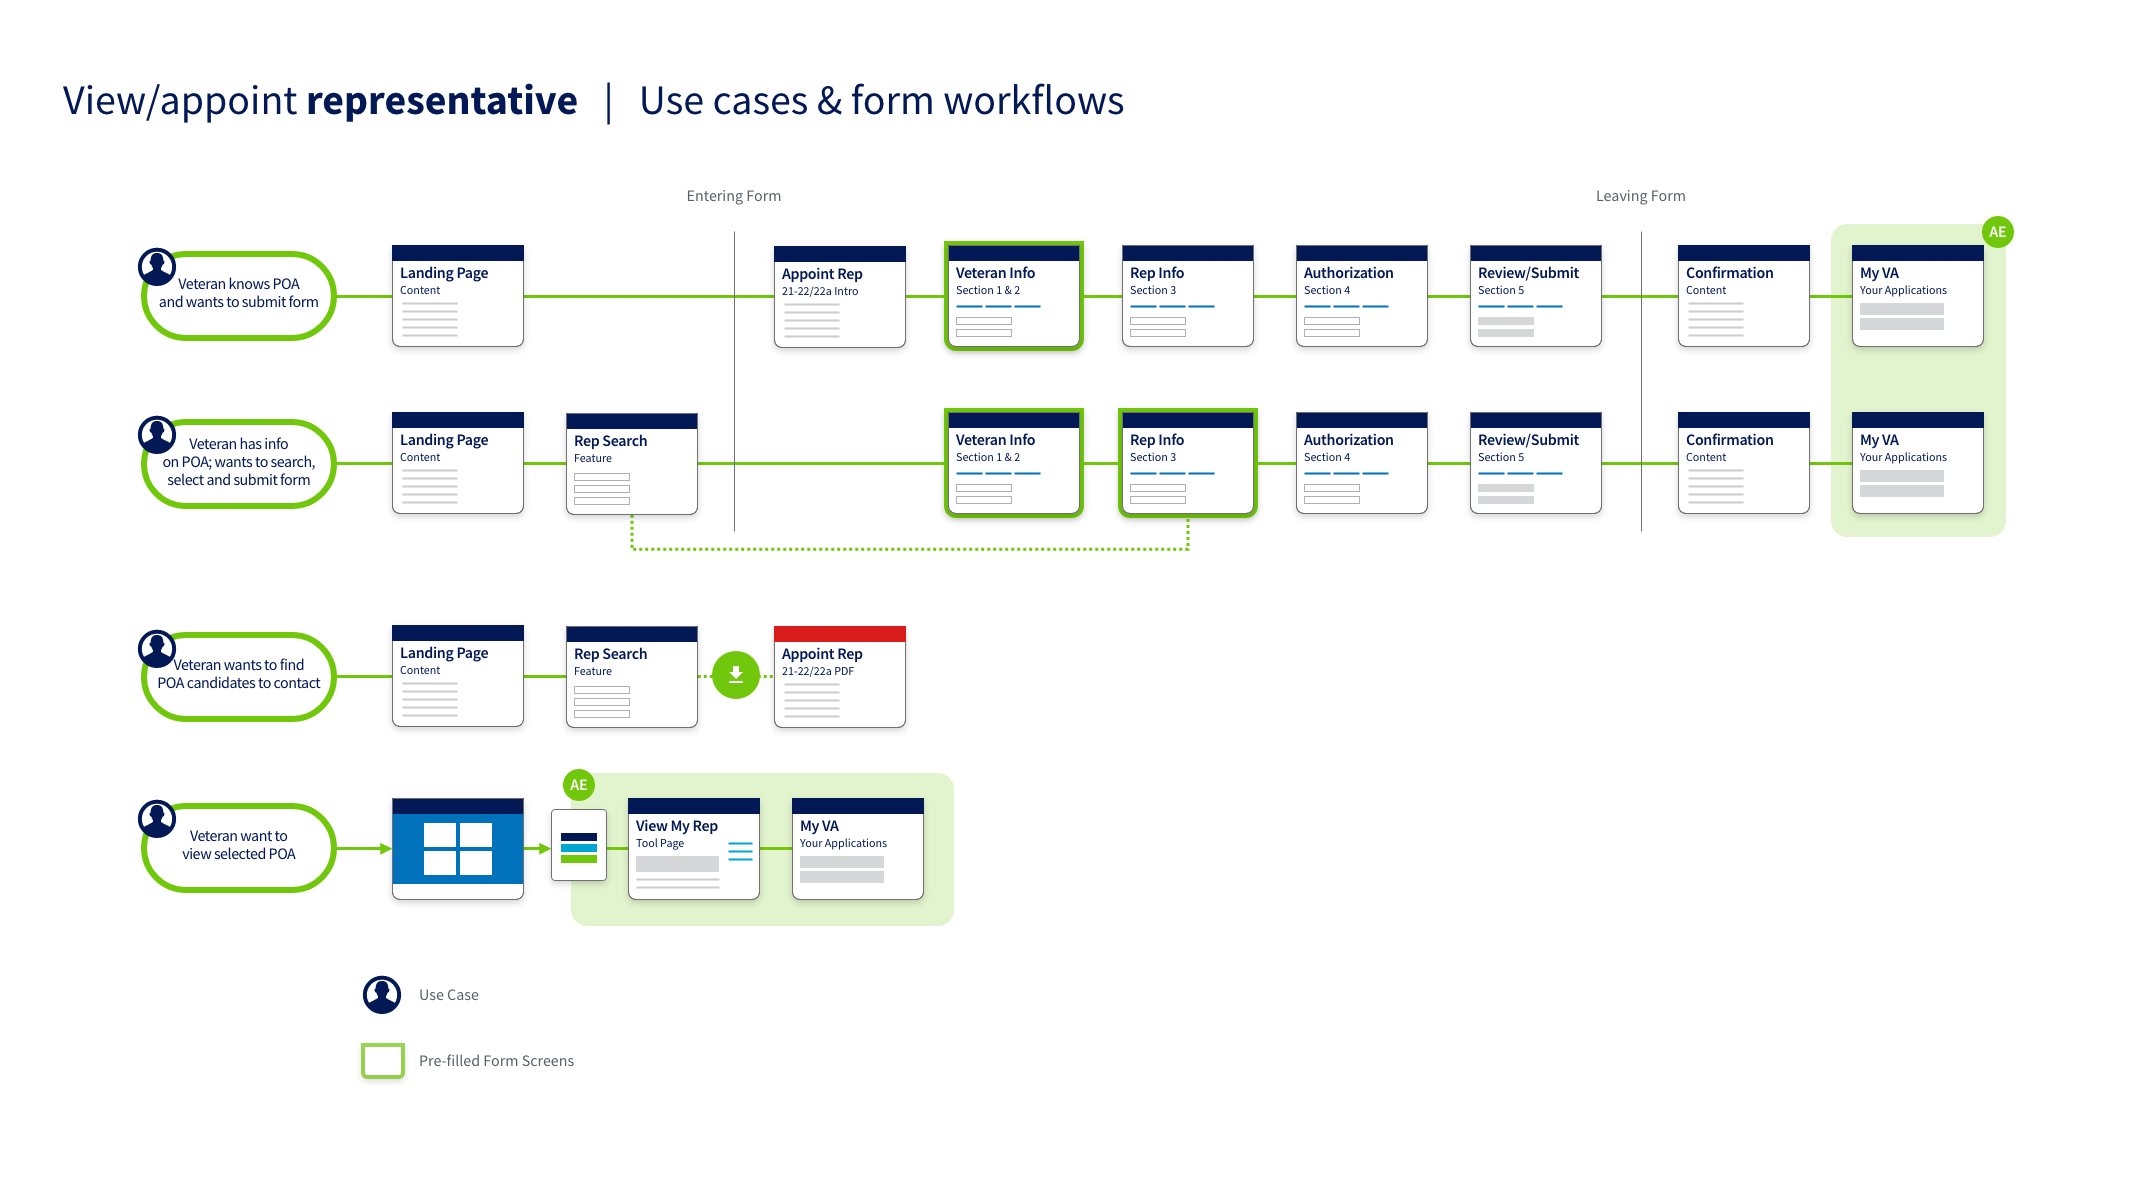 View/appoint representative | Use cases & form workflows
Entering Form
Leaving Form
AE
Veteran knows POA
and wants to submit form
Landing Page
Content
Appoint Rep
21-22/22a Intro
Veteran Info
Section 1 & 2
Rep Info
Section 3
Authorization
Section 4
Review/Submit
Section 5
Confirmation
Content
My VA
Your Applications
Veteran has info
on POA; wants to search,
select and submit form
Landing Page
Content
Rep Search
Feature
Veteran Info
Section 1 & 2
Rep Info
Section 3
Authorization
Section 4
Review/Submit
Section 5
Confirmation
Content
My VA
Your Applications
Veteran wants to find
POA candidates to contact
Landing Page
Content
Rep Search
Feature
Appoint Rep
21-22/22a PDF
AE
Veteran want to
view selected POA
View My Rep
Tool Page
My VA
Your Applications
Use Case
Pre-filled Form Screens